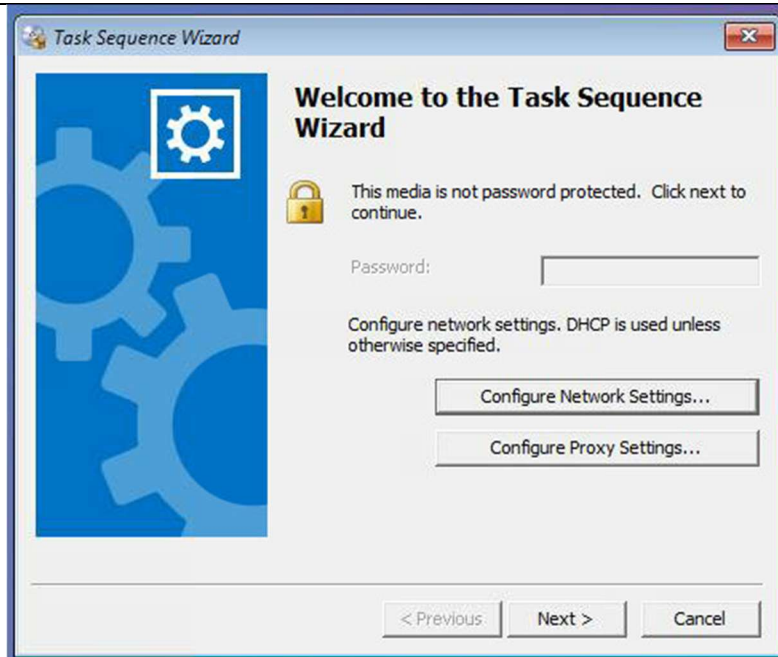 Task Sequence Wizard
Welcome to the Task Sequence
Wizard
This media is not password protected. Click next to
continue.
Password:
Configure network settings. DHCP is used unless
otherwise specified.
Configure Network Settings...
Configure Proxy Settings...
< Previous
Next >
Cancel